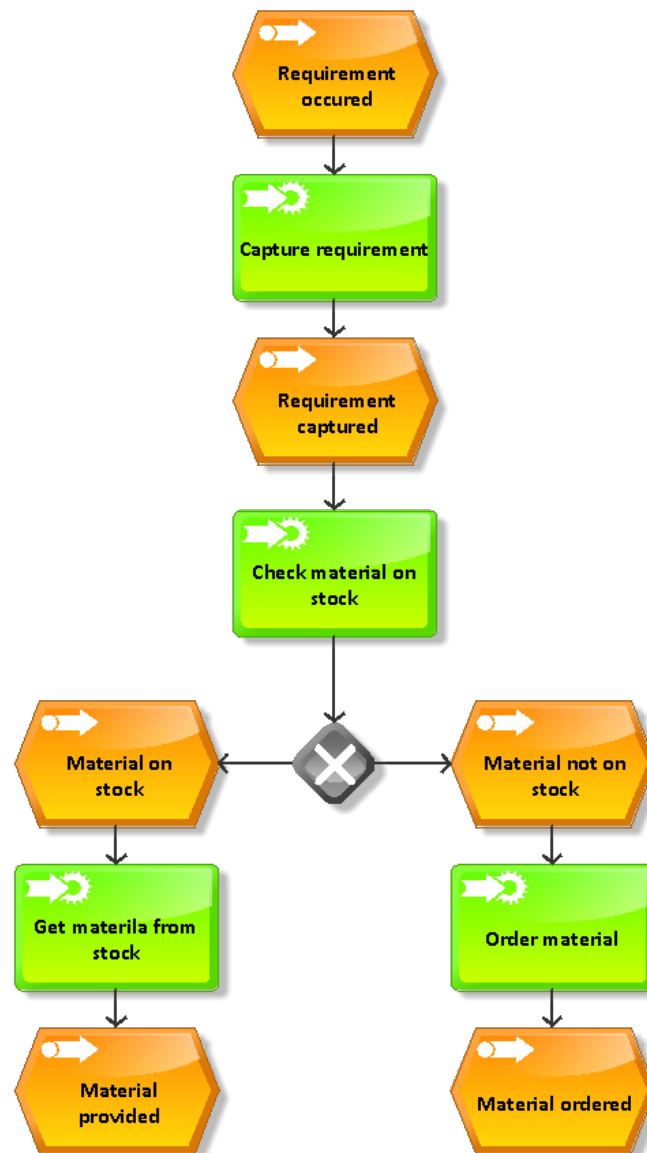 Requirement
occured
Capture requirement
Requirement
captured
Check material on
stock
Material on
stock
Material not on
stock
Get materila from
stock
Order material
Material
provided
Material ordered